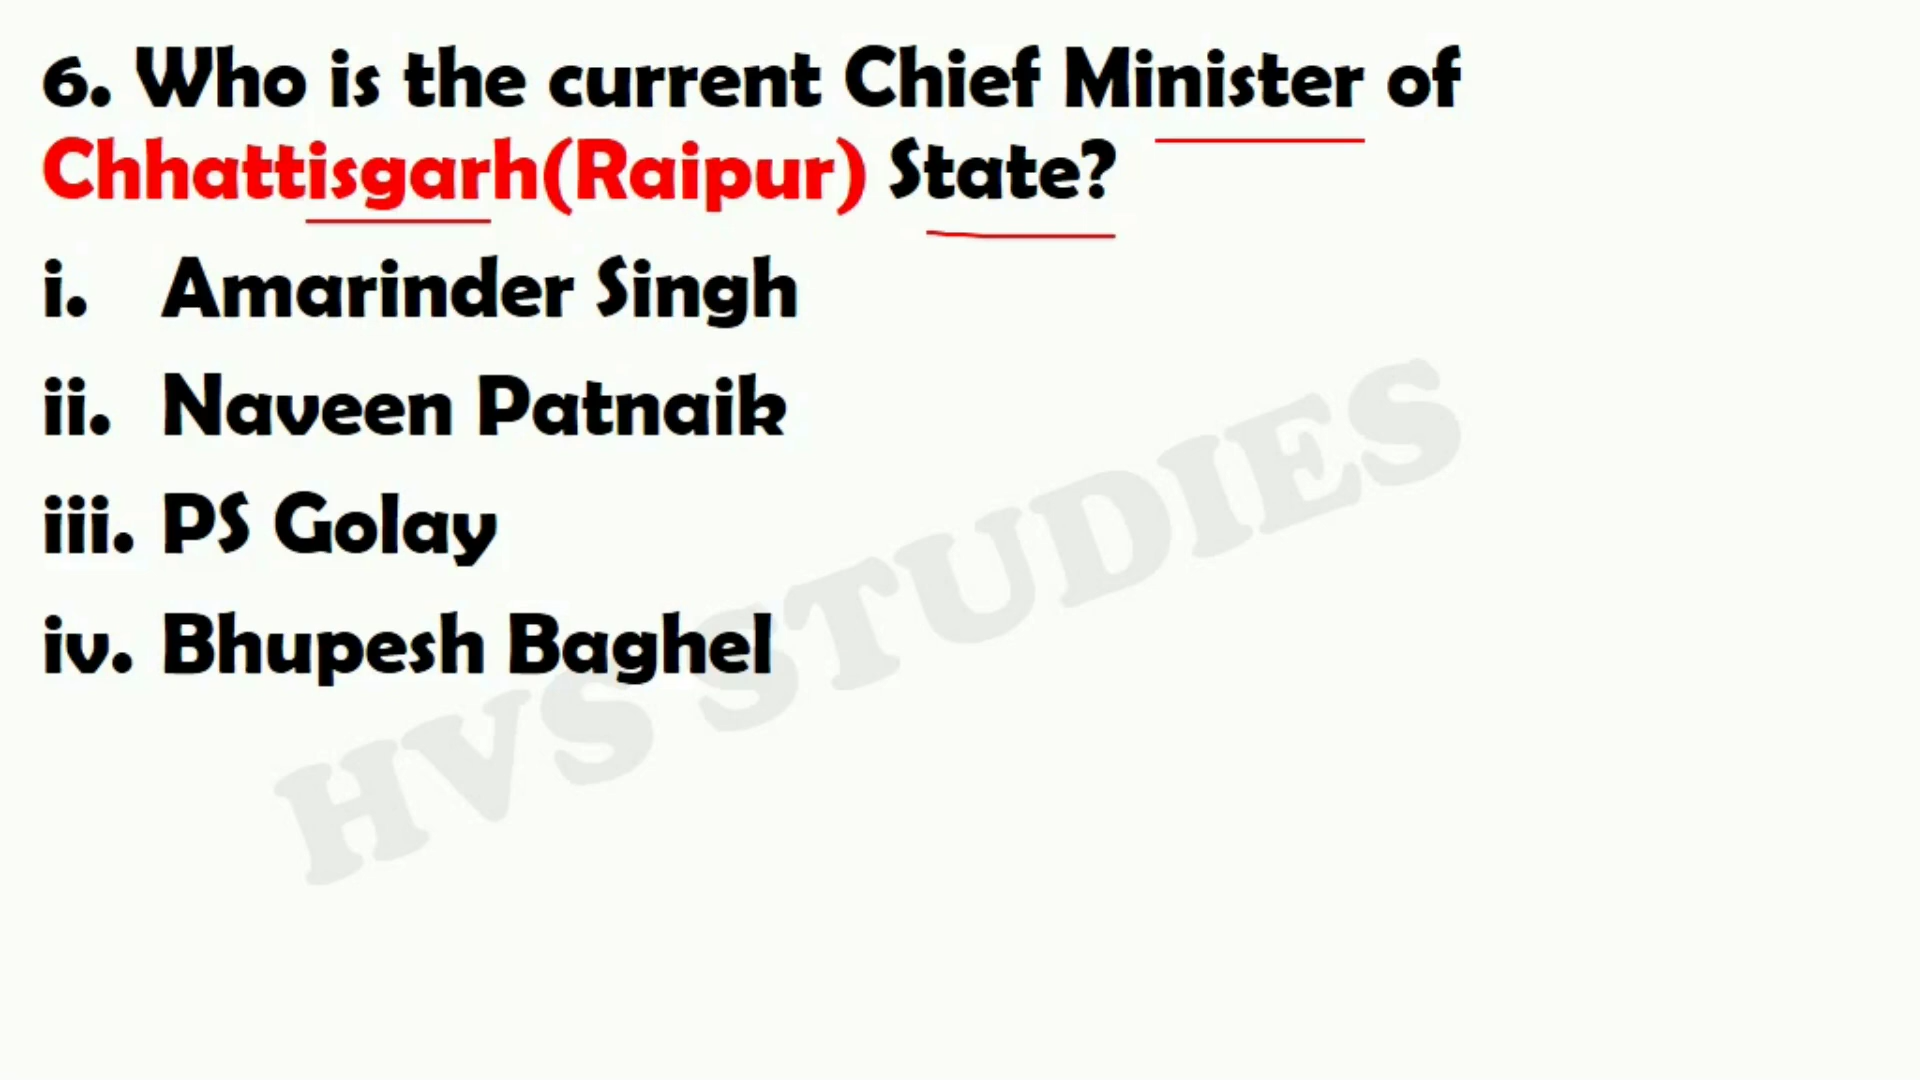 6. Who is the current Chief Minister of
Chhattisgarh(Raipur) State?
i. Amarinder Singh
ii. Naveen Patnaik
iii. PS Golay
iv. Bhupesh Baghel
HVS STUDIES